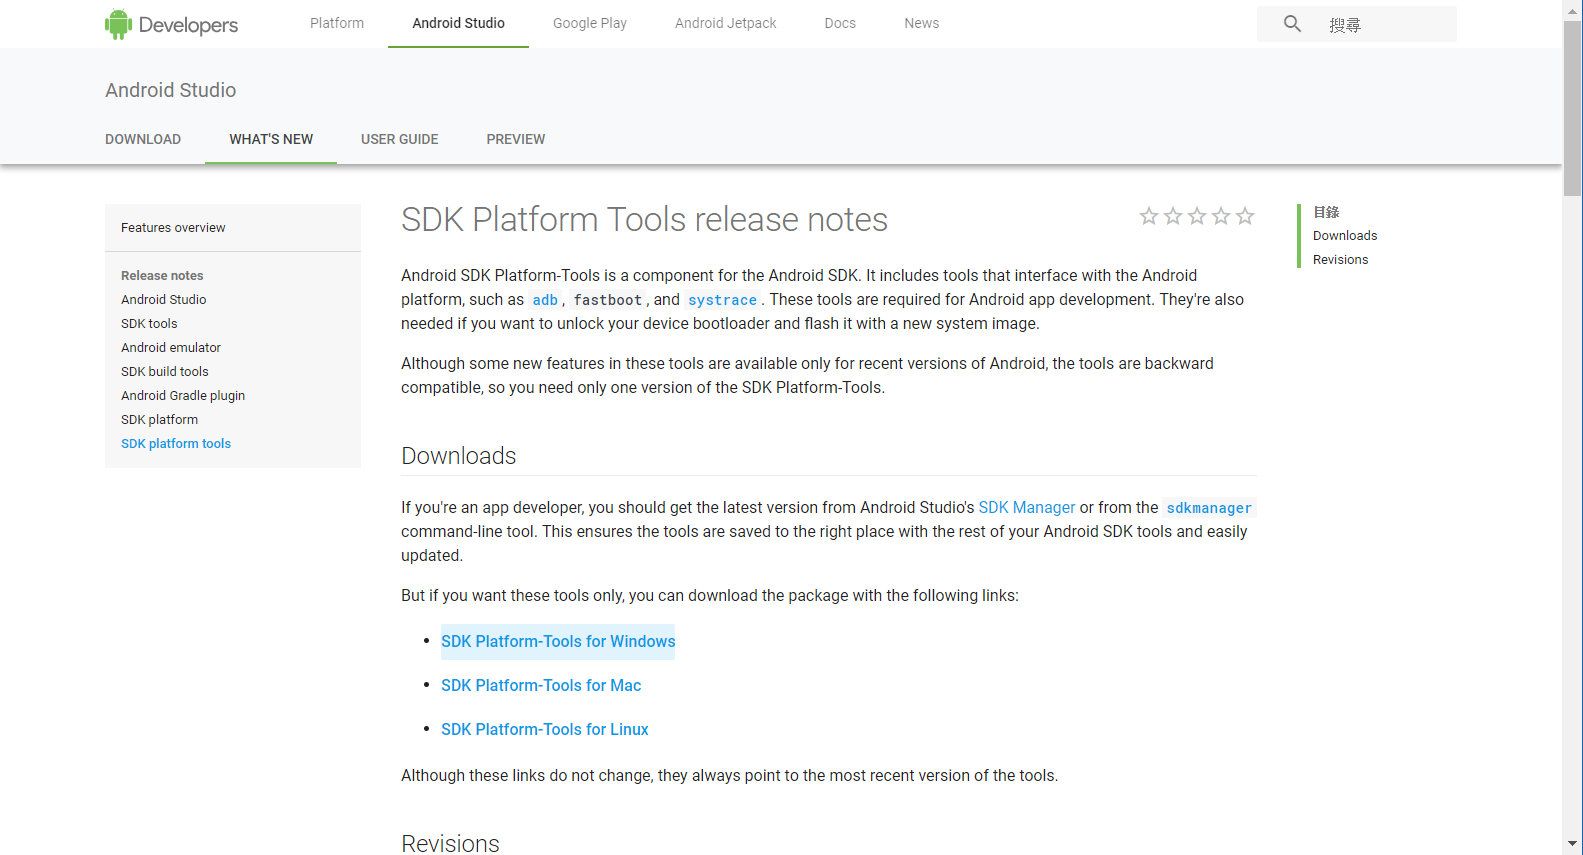 Developers
Platform
Android Studio
Google Play
Android Jetpack
Docs
News
搜尋
Android Studio
DOWNLOAD
WHAT'S NEW
USER GUIDE
PREVIEW
Features overview
Release notes
Android Studio
SDK tools
Android emulator
SDK build tools
Android Gradle plugin
SDK platform
SDK platform tools
SDK Platform Tools release notes
Android SDK Platform-Tools is a component for the Android SDK. It includes tools that interface with the Android
platform, such as adb, fastboot, and systrace. These tools are required for Android app development. They're also
needed if you want to unlock your device bootloader and flash it with a new system image.
Although some new features in these tools are available only for recent versions of Android, the tools are backward
compatible, so you need only one version of the SDK Platform-Tools.
Downloads
If you're an app developer, you should get the latest version from Android Studio's SDK Manager or from the sdkmanager
command-line tool. This ensures the tools are saved to the right place with the rest of your Android SDK tools and easily
updated.
But if you want these tools only, you can download the package with the following links:
• SDK Platform-Tools for Windows
• SDK Platform-Tools for Mac
• SDK Platform-Tools for Linux
Although these links do not change, they always point to the most recent version of the tools.
Revisions
目錄
Downloads
Revisions